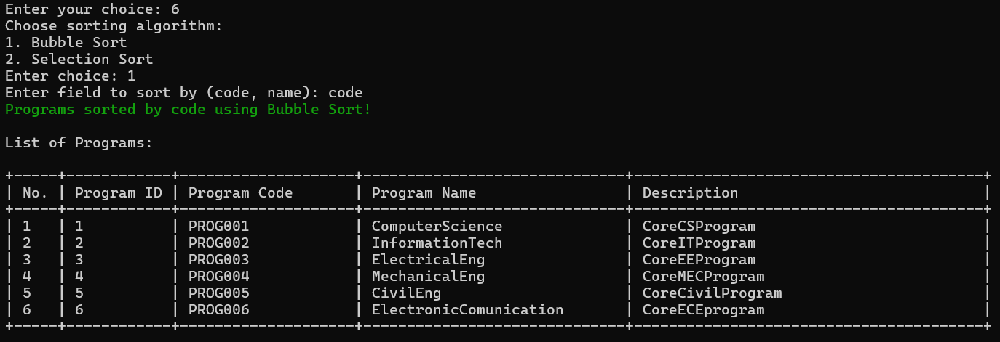 Enter your choice: 6
Choose sorting algorithm:
1. Bubble Sort
2. Selection Sort
Enter choice: 1
Enter field to sort by (code, name): code
Programs sorted by code using Bubble Sort!
List of Programs:
+-----+------------+--------------------+------------------------------+----------------------------------------+
| No. | Program ID | Program Code       | Program Name                 | Description                            |
+-----+------------+--------------------+------------------------------+----------------------------------------+
| 1   | 1          | PROG001            | ComputerScience              | CoreCSProgram                          |
| 2   | 2          | PROG002            | InformationTech              | CoreITProgram                          |
| 3   | 3          | PROG003            | ElectricalEng                | CoreEEProgram                          |
| 4   | 4          | PROG004            | MechanicalEng                | CoreMECProgram                         |
| 5   | 5          | PROG005            | CivilEng                     | CoreCivilProgram                       |
| 6   | 6          | PROG006            | ElectronicComunication       | CoreECEprogram                         |
+-----+------------+--------------------+------------------------------+----------------------------------------+